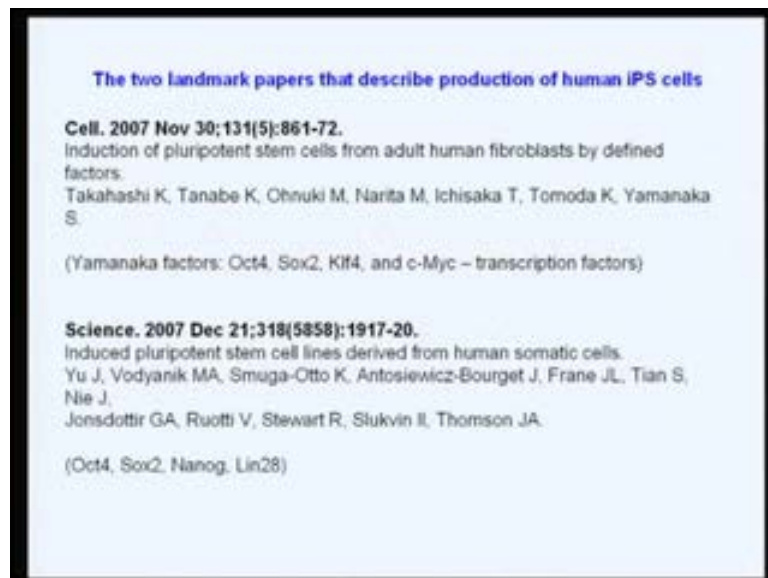 The two landmark papers that describe production of human iPS cells
Cell. 2007 Nov 30;131(5):861-72.
Induction of pluripotent stem cells from adult human fibroblasts by defined
factors.
Takahashi K, Tanabe K, Ohnuki M, Narita M, Ichisaka T, Tomoda K, Yamanaka
S.
(Yamanaka factors: Oct4, Sox2, Klf4, and c-Myc – transcription factors)
Science. 2007 Dec 21;318(5858):1917-20.
Induced pluripotent stem cell lines derived from human somatic cells.
Yu J, Vodyanik MA, Smuga-Otto K, Antosiewicz-Bourget J, Frane JL, Tian S,
Nie J,
Jonsdottir GA, Ruotti V, Stewart R, Slukvin II, Thomson JA.
(Oct4, Sox2, Nanog, Lin28)